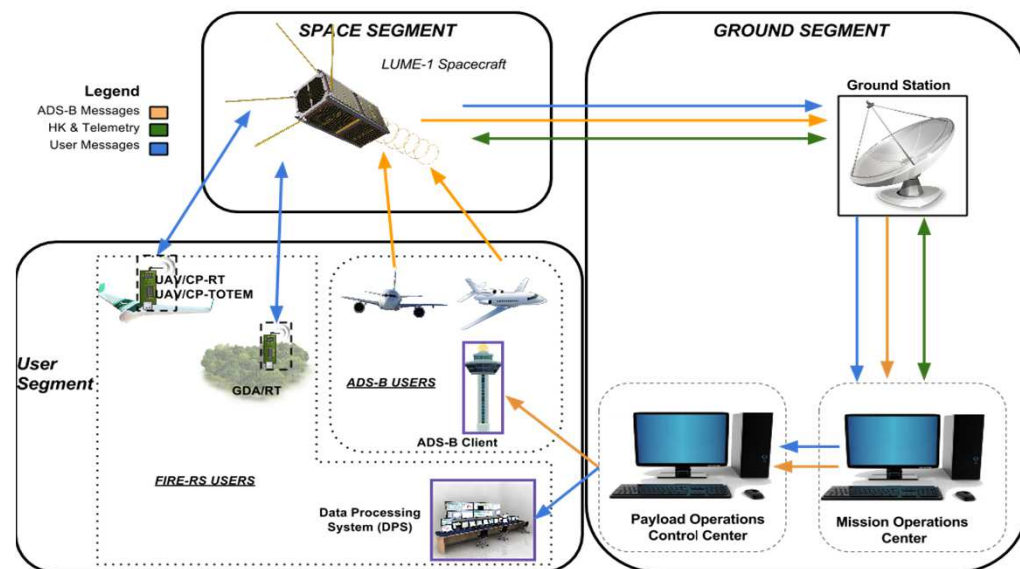 SPACE SEGMENT
LUME-1 Spacecraft
GROUND SEGMENT
Ground Station
Legend
ADS-B Messages
HK & Telemetry
User Messages
UAV/CP-RT
UAV/CP-TOTEM
User
Segment
GDA/RT
ADS-B USERS
ADS-B Client
FIRE-RS USERS
Data Processing
System (DPS)
Payload Operations
Control Center
Mission Operations
Center